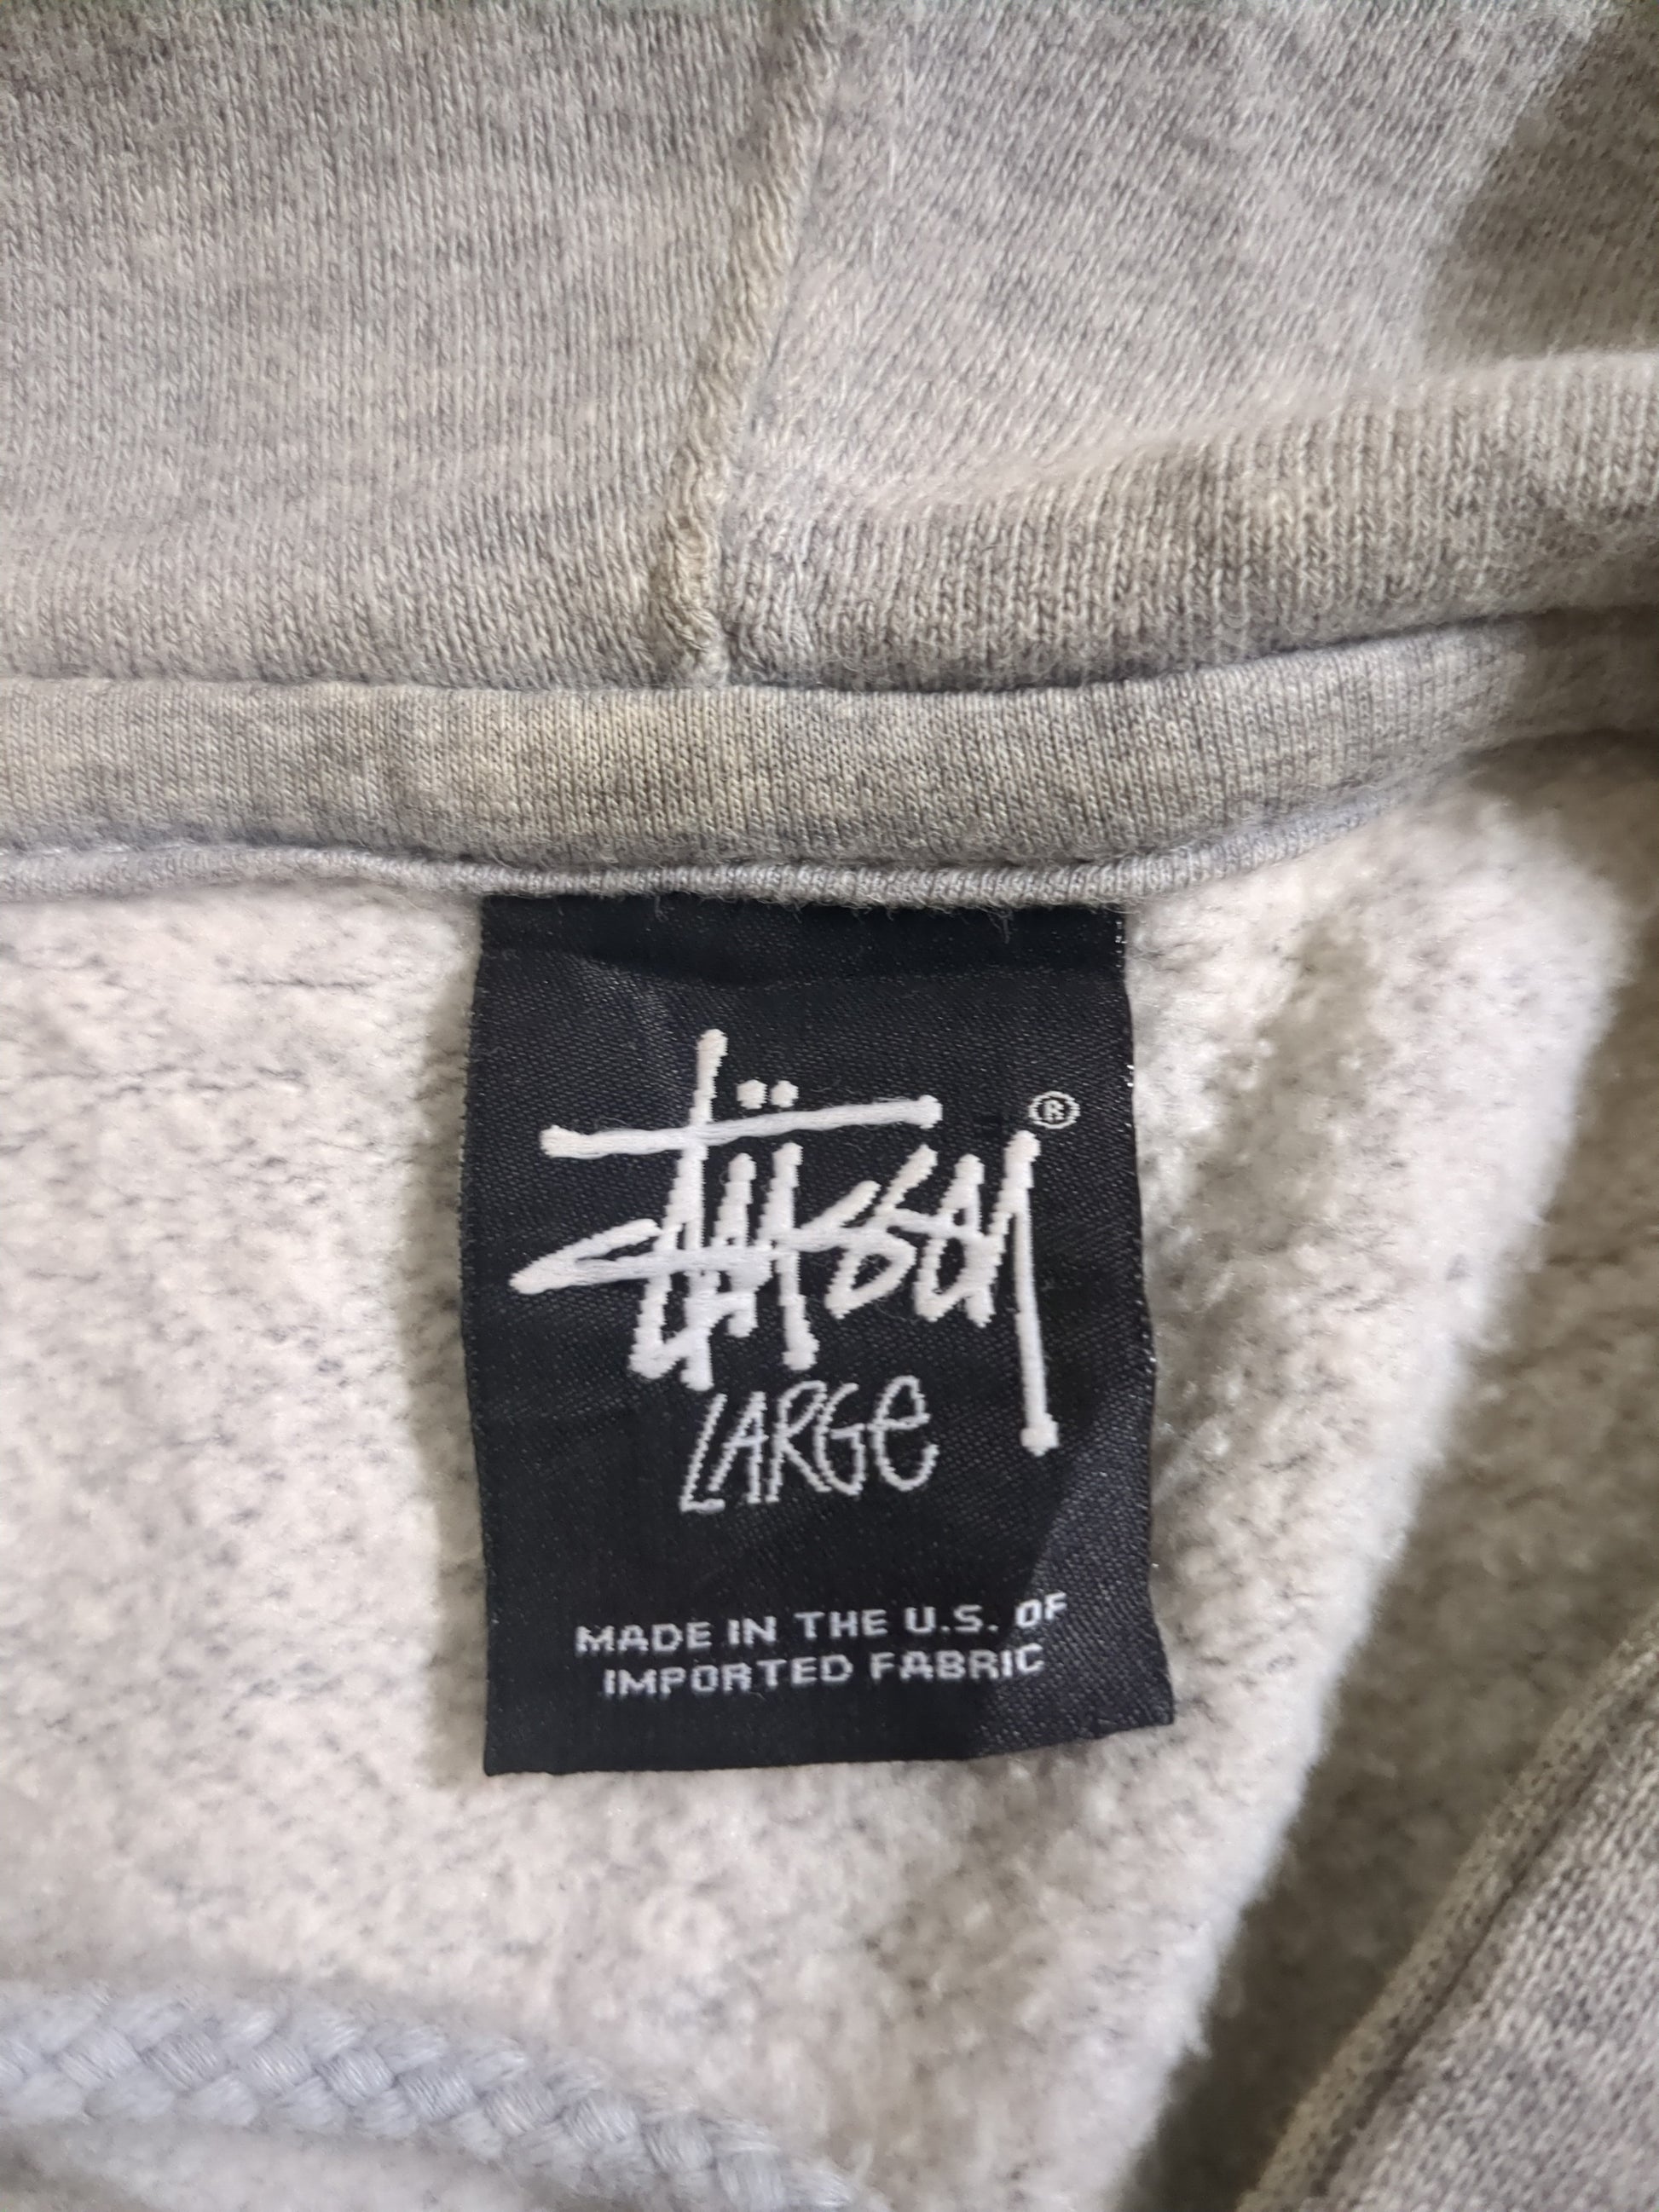 Stüssy ®
LARGE
MADE IN THE U.S. OF
IMPORTED FABRIC